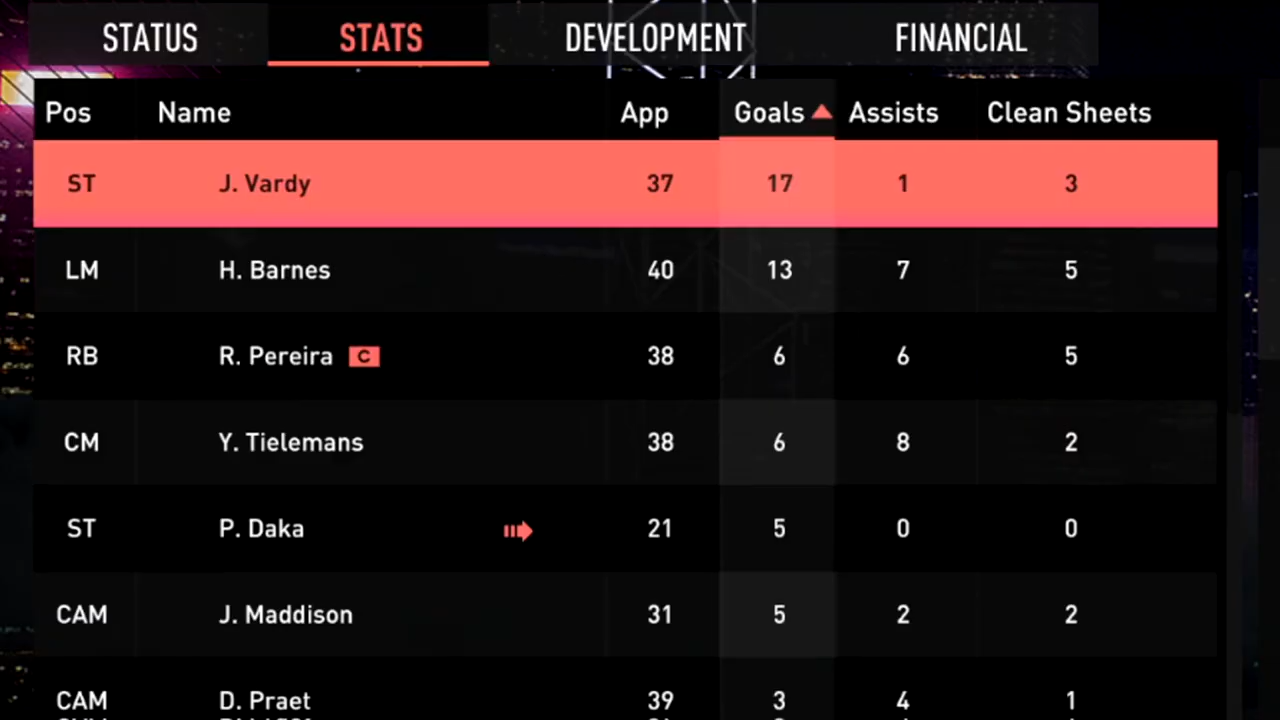 STATUS STATS DEVELOPMENT FINANCIAL
Pos Name App Goals Assists Clean Sheets
ST J. Vardy 37 17 1 3
LM H. Barnes 40 13 7 5
RB R. Pereira C 38 6 6 5
CM Y. Tielemans 38 6 8 2
ST P. Daka 21 5 0 0
CAM J. Maddison 31 5 2 2
CAM D. Praet 39 3 4 1